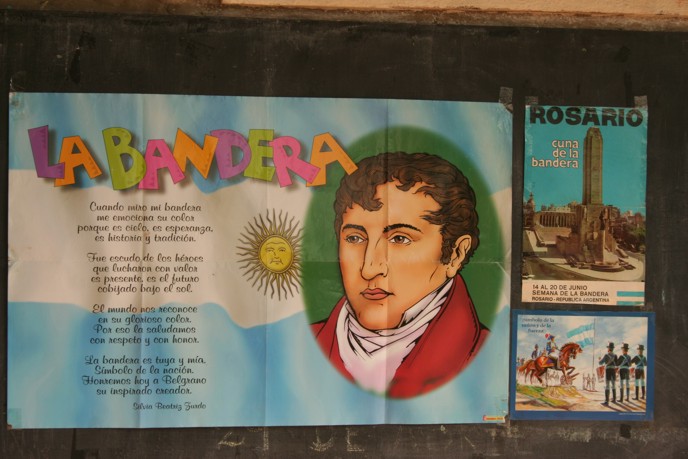 LA BANDERA
Cuando miro mi bandera
me emociona su color
porque es cielo, es esperanza,
es historia y tradición.
Fue escudo de los héroes
que lucharon con valor
es presente, es el futuro
cobijado bajo el sol.
El mundo nos reconoce
en su glorioso color.
Por eso la saludamos
con respeto y con honor.
La bandera es tuya y mía,
Símbolo de la nación.
Honremos hoy a Belgrano
su inspirado creador.
Silvia Beatriz Zurdo
ROSARIO
cuna
de la
bandera
14 AL 20 DE JUNIO
SEMANA DE LA BANDERA
ROSARIO - REPUBLICA ARGENTINA